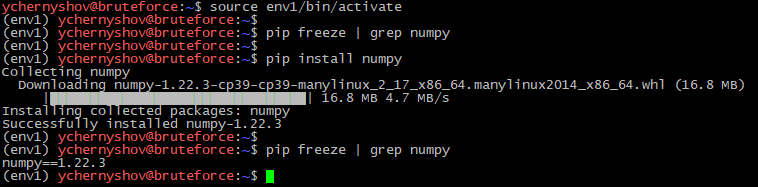 ychernyshov@bruteforce:~$ source env1/bin/activate
(env1) ychernyshov@bruteforce:~$
(env1) ychernyshov@bruteforce:~$ pip freeze | grep numpy
(env1) ychernyshov@bruteforce:~$
(env1) ychernyshov@bruteforce:~$ pip install numpy
Collecting numpy
  Downloading numpy-1.22.3-cp39-cp39-manylinux_2_17_x86_64.manylinux2014_x86_64.whl (16.8 MB)
     |████████████████████████████████| 16.8 MB 4.7 MB/s
Installing collected packages: numpy
Successfully installed numpy-1.22.3
(env1) ychernyshov@bruteforce:~$
(env1) ychernyshov@bruteforce:~$ pip freeze | grep numpy
numpy==1.22.3
(env1) ychernyshov@bruteforce:~$